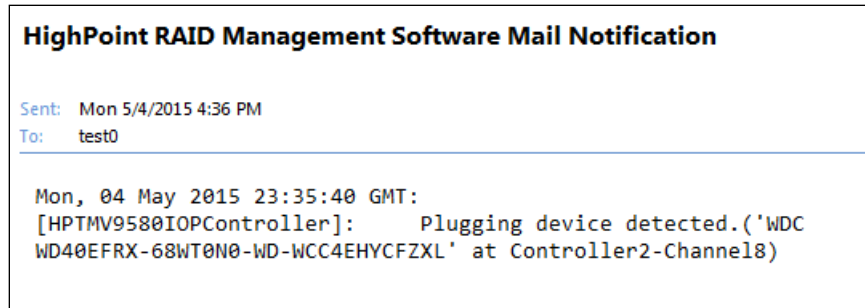 HighPoint RAID Management Software Mail Notification
Sent: Mon 5/4/2015 4:36 PM
To: test0
Mon, 04 May 2015 23:35:40 GMT:
[HPTMV9580IOPController]: Plugging device detected.('WDC
WD40EFRX-68WT0N0-WD-WCC4EHYCFZXL' at Controller2-Channel8)